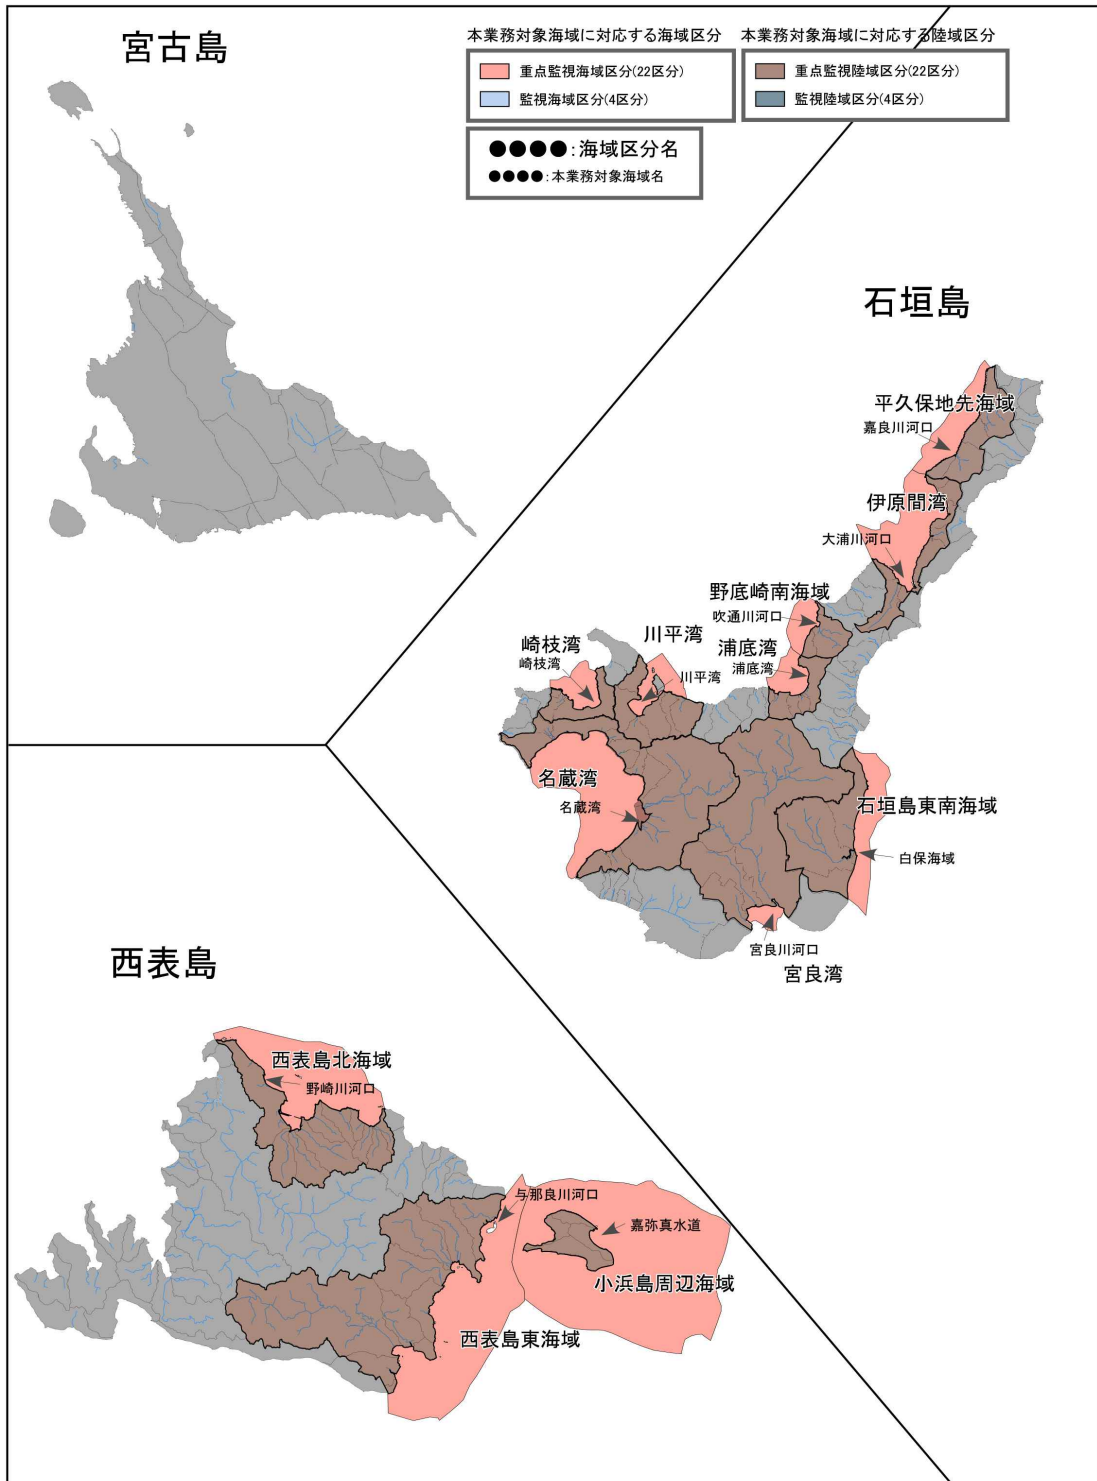 宮古島
本業務対象海域に対応する海域区分
重点監視海域区分(22区分)
監視海域区分(4区分)
本業務対象海域に対応する陸域区分
重点監視陸域区分(22区分)
監視陸域区分(4区分)
●●●●:海域区分名
●●●●:本業務対象海域名
石垣島
平久保地先海域
嘉良川河口
伊原間湾
大浦川河口
野底崎南海域
吹通川河口
浦底湾
浦底湾
川平湾
川平湾
崎枝湾
崎枝湾
名蔵湾
名蔵湾
石垣島東南海域
白保海域
宮良川河口
宮良湾
西表島
西表島北海域
野崎川河口
与那良川河口
嘉弥真水道
小浜島周辺海域
西表島東海域